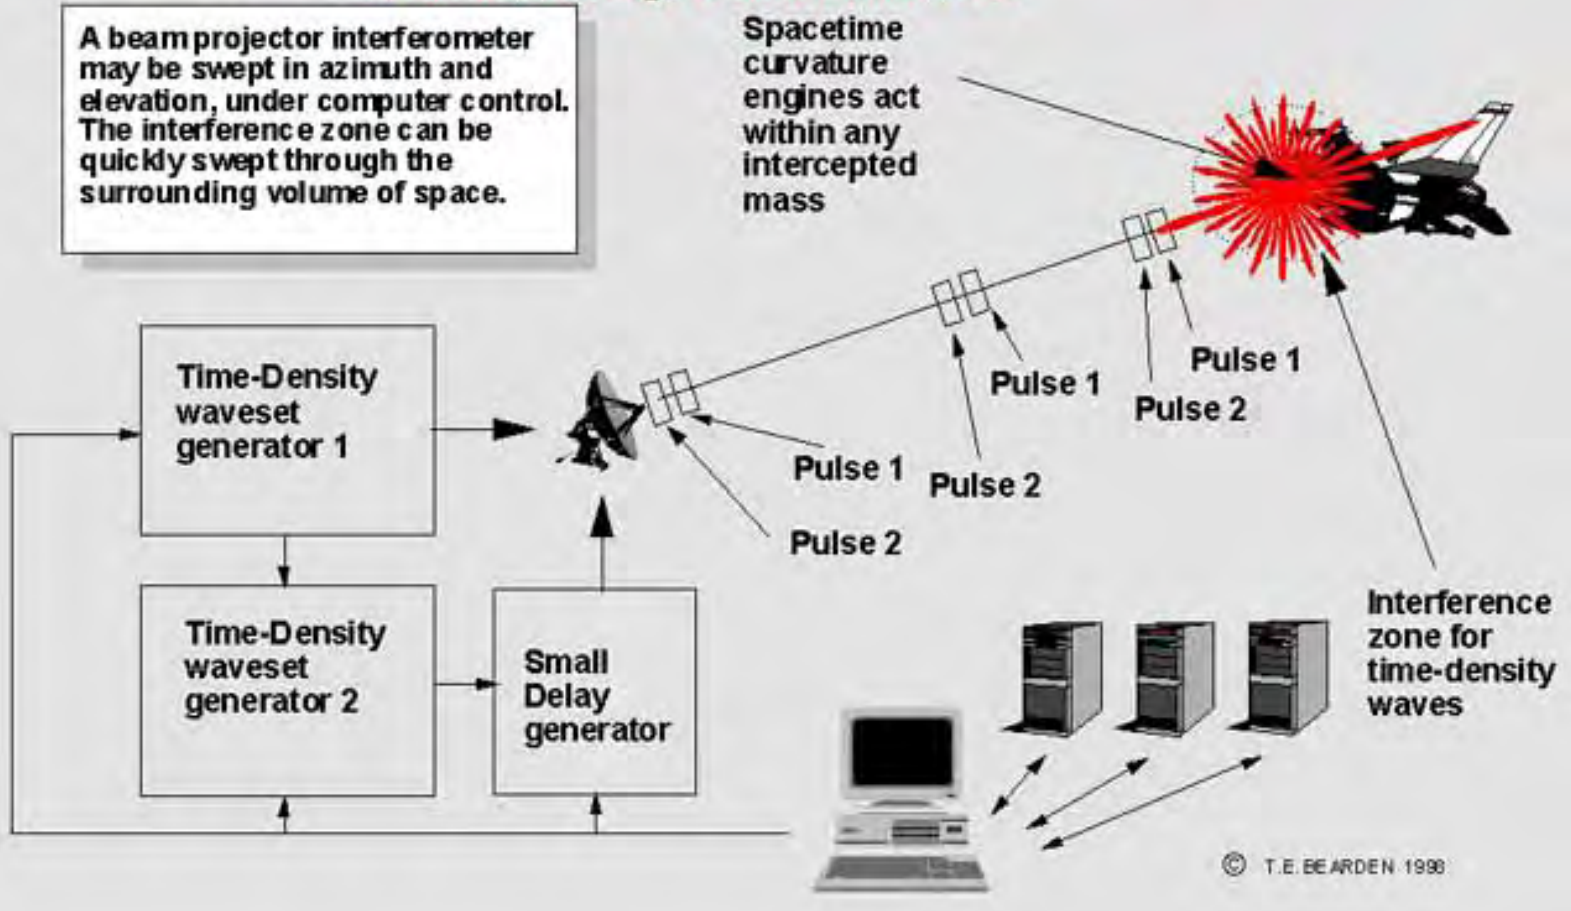 A beam projector interferometer
may be swept in azimuth and
elevation, under computer control.
The interference zone can be
quickly swept through the
surrounding volume of space.
Spacetime
curvature
engines act
within any
intercepted
mass
Time-Density
waveset
generator 1
Pulse 1
Pulse 2
Pulse 1
Pulse 2
Pulse 1
Pulse 2
Time-Density
waveset
generator 2
Small
Delay
generator
Interference
zone for
time-density
waves
© T.E. BEARDEN